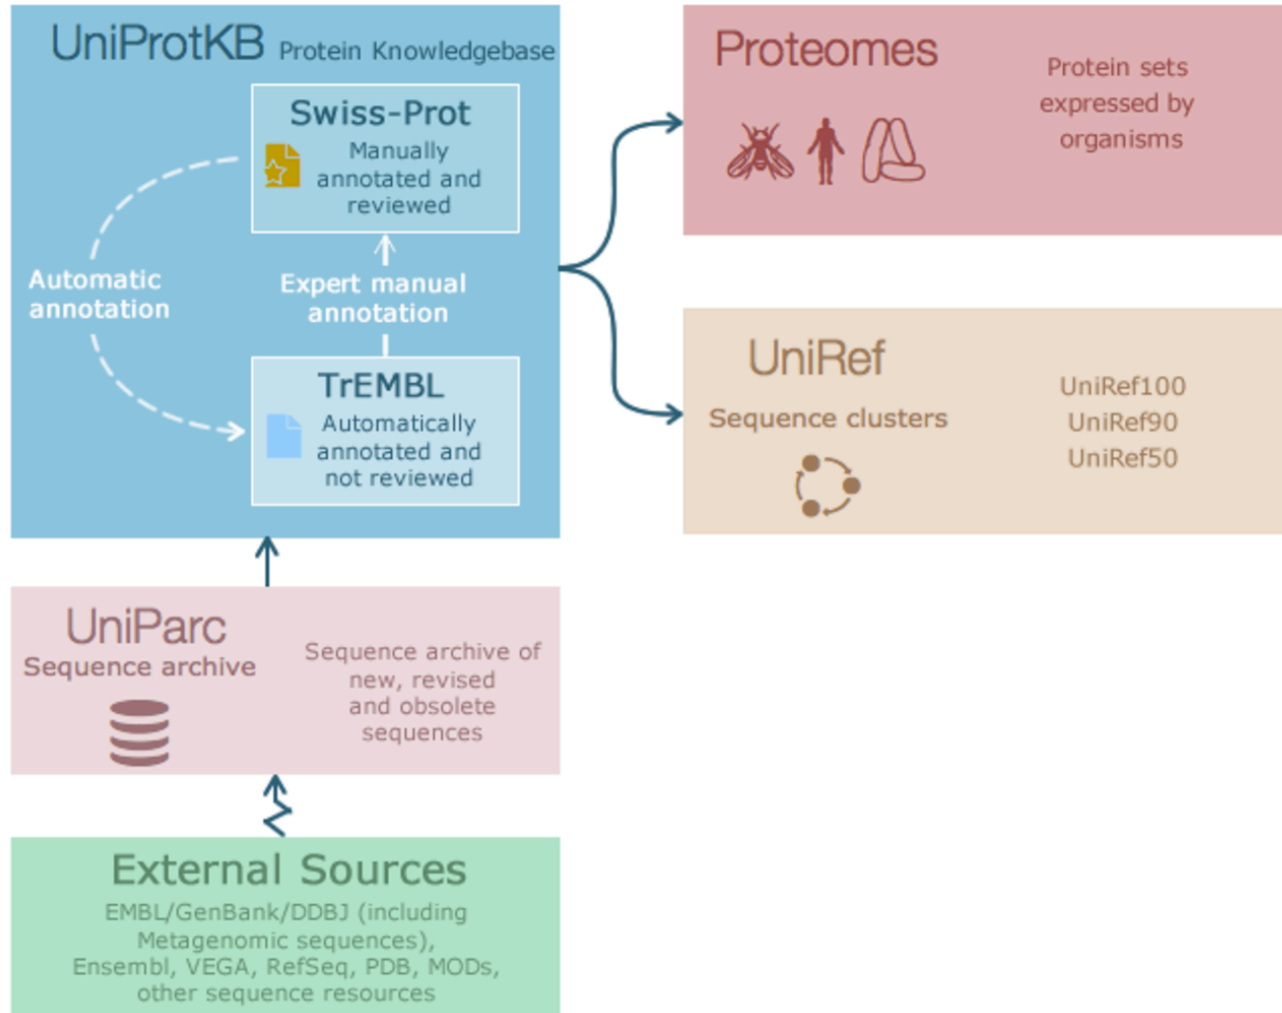 UniProtKB Protein Knowledgebase
Swiss-Prot
Manually
annotated and
reviewed
Automatic
annotation
Expert manual
annotation
TrEMBL
Automatically
annotated and
not reviewed
Proteomes
Protein sets
expressed by
organisms
UniRef
Sequence clusters
UniRef100
UniRef90
UniRef50
UniParc
Sequence archive
Sequence archive of
new, revised
and obsolete
sequences
External Sources
EMBL/GenBank/DDBJ (including
Metagenomic sequences),
Ensembl, VEGA, RefSeq, PDB, MODs,
other sequence resources